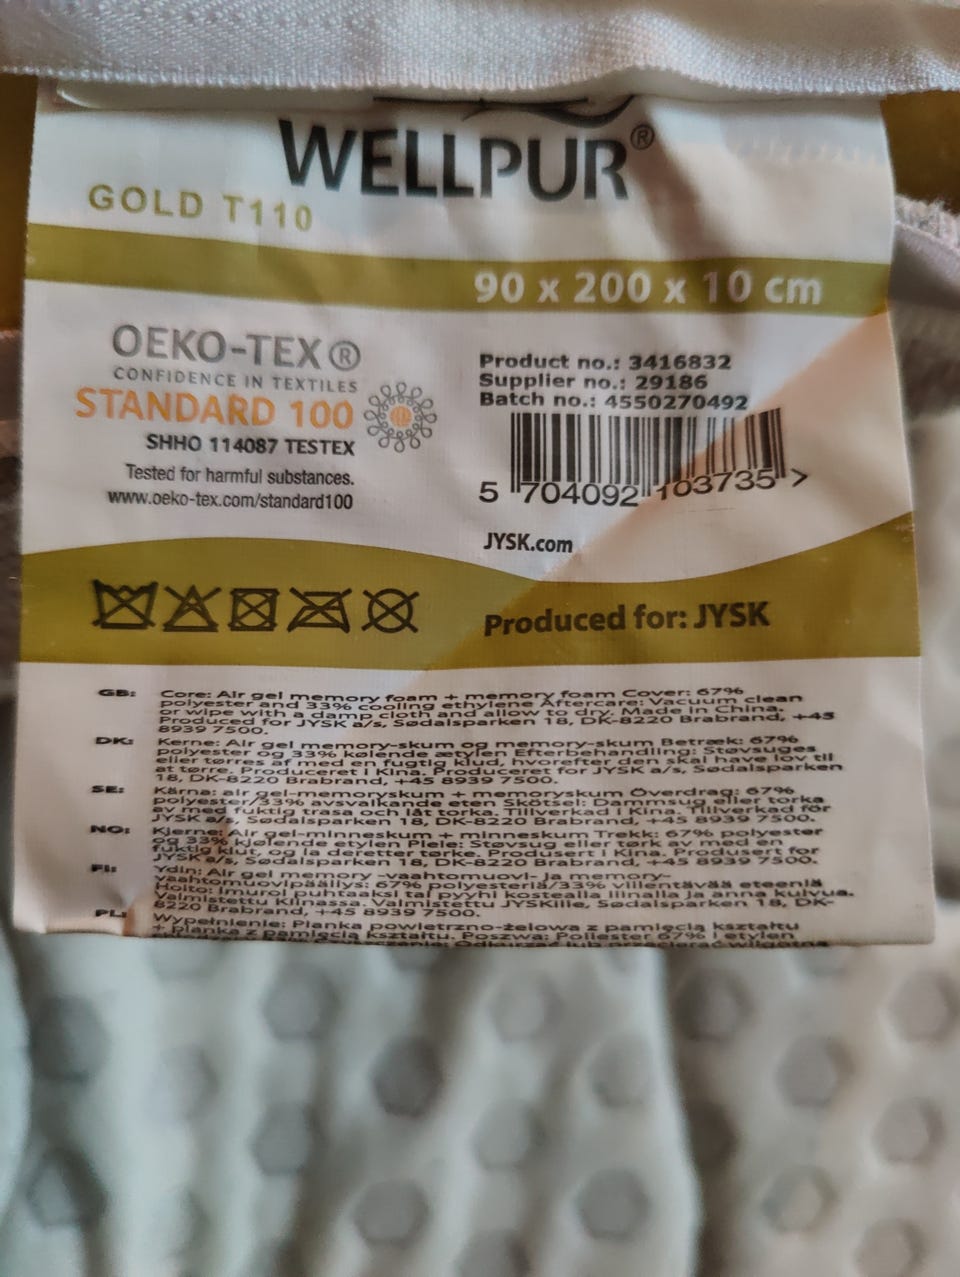 WELLPUR®
GOLD T110
90 x 200 x 10 cm
OEKO-TEX®
CONFIDENCE IN TEXTILES
STANDARD 100
SHHO 114087 TESTEX
Tested for harmful substances.
www.oeko-tex.com/standard100
Product no.: 3416832
Supplier no.: 29186
Batch no.: 4550270492
5 704092 103735 >
JYSK.com
Produced for: JYSK
GB: Core: Air gel memory foam + memory foam Cover: 67%
polyester and 33% cooling ethylene Aftercare: Vacuum clean
or wipe with a damp cloth and allow to dry. Made in China.
Produced for JYSK a/s, Sødalsparken 18, DK-8220 Brabrand, +45
8939 7500.
DK: Kerne: Air gel memory-skum og memory-skum Betræk: 67%
polyester og 33% kølende ætylen Efterbehandling: Støvsuges
eller tørres af med en fugtig klud, hvorefter den skal have lov til
at tørre. Produceret i Kina. Produceret for JYSK a/s, Sødalsparken
18, DK-8220 Brabrand, +45 8939 7500.
SE: Kärna: air gel-memoryskum + memoryskum Överdrag: 67%
polyester/33% avsvalkande eten Skötsel: Dammsug eller torka
av med fuktig trasa och låt torka. Tillverkad i Kina. Tillverkad för
JYSK a/s, Sødalsparken 18, DK-8220 Brabrand, +45 8939 7500.
NO: Kjerne: Air gel-minneskum + minneskum Trekk: 67% polyester
og 33% kjølende etylen Pleie: Støvsug eller tørk av med en
fuktig klut, og la deretter tørke. Produsert i Kina. Produsert for
JYSK a/s, Sødalsparken 18, DK-8220 Brabrand, +45 8939 7500.
FI: Ydin: Air gel memory -vaahtomuovi- ja memory-
vaahtomuovipäällys: 67% polyesteriä/33% viilentävää eteeniä
Hoito: Imuroi puhtaaksi tai pyyhi kostealla liinalla ja anna kuivua.
Valmistettu Kiinassa. Valmistettu JYSKille, Sødalsparken 18, DK-
8220 Brabrand, +45 8939 7500.
PL: Wypełnienie: Pianka powietrzno-żelowa z pamięcią kształtu
+ pianka z pamięcią kształtu. Poszwa: Poliester 67% i etylen